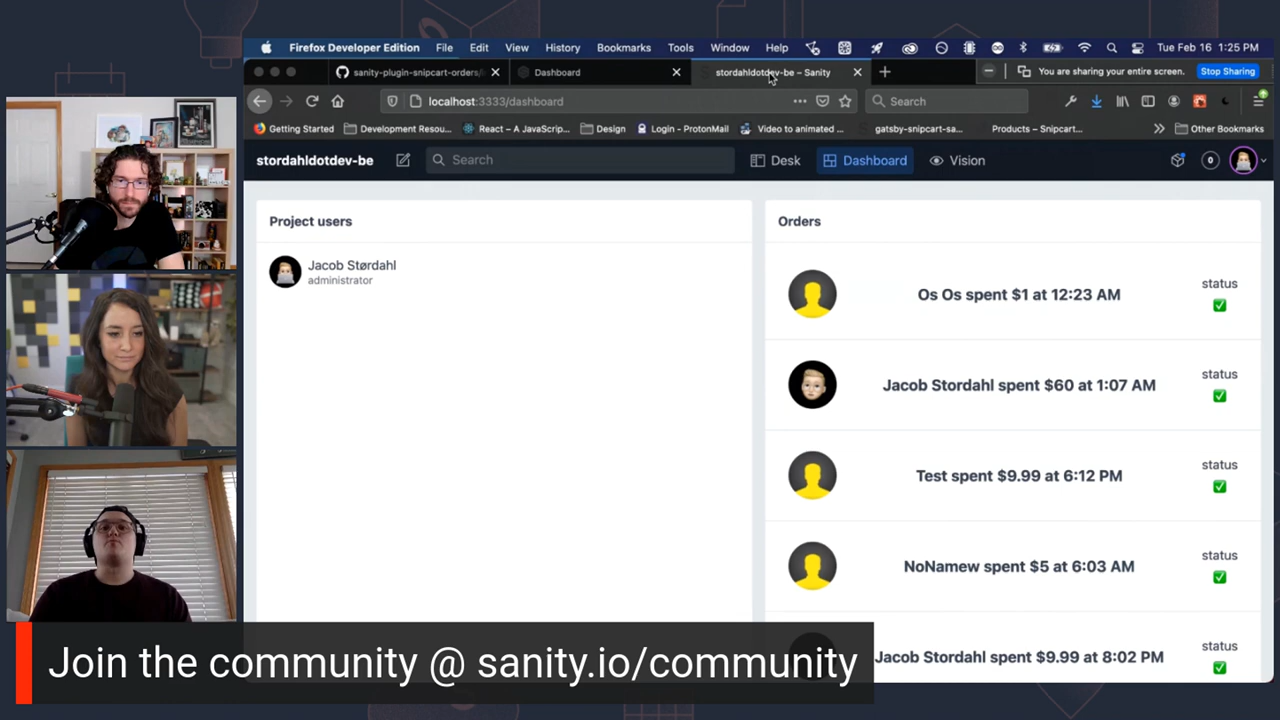 Firefox Developer Edition File Edit View History Bookmarks Tools Window Help Tue Feb 16 1:25 PM
sanity-plugin-snipcart-orders/ Dashboard stordahldotdev-be – Sanity You are sharing your entire screen. Stop Sharing
localhost:3333/dashboard Search
Getting Started Development Resou... React – A JavaScrip... Design Login - ProtonMail Video to animated ... gatsby-snipcart-sa... Products – Snipcart... Other Bookmarks
stordahldotdev-be Search Desk Dashboard Vision 0
Project users
Jacob Størdahl
administrator
Orders
Os Os spent $1 at 12:23 AM
status
Jacob Stordahl spent $60 at 1:07 AM
status
Test spent $9.99 at 6:12 PM
status
NoNamew spent $5 at 6:03 AM
status
Jacob Stordahl spent $9.99 at 8:02 PM
status
Join the community @ sanity.io/community